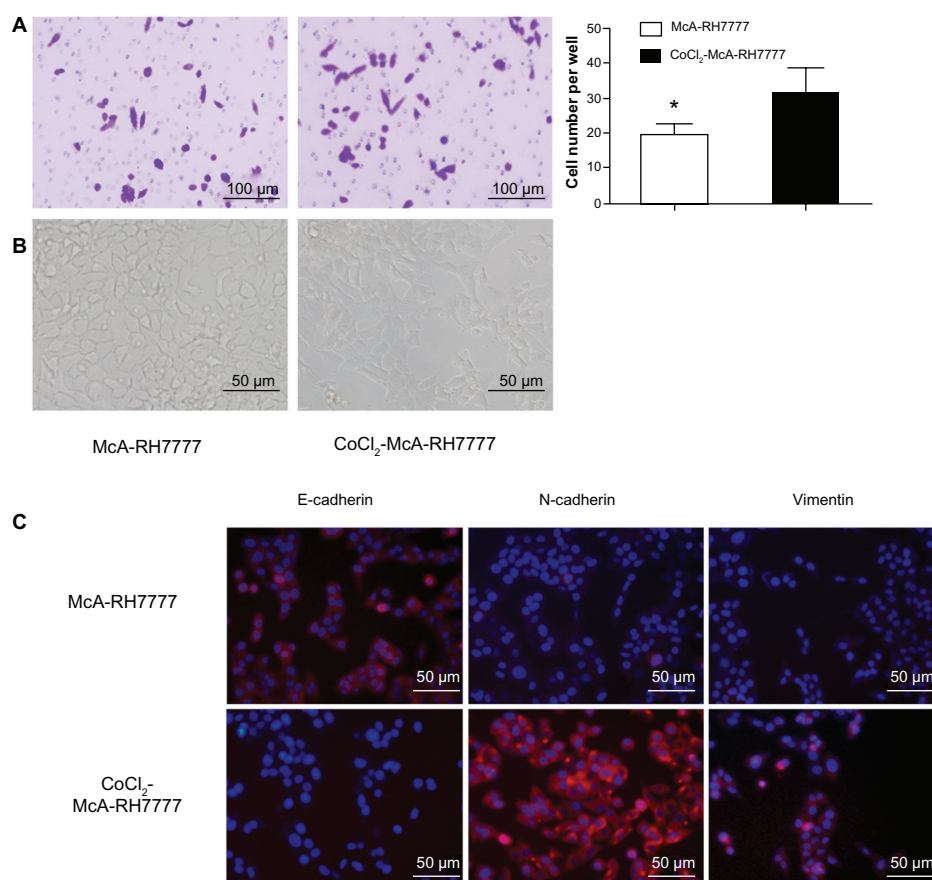 A
100 µm
100 µm
Cell number per well
50
40
30
20
10
0
*
McA-RH7777
CoCl₂-McA-RH7777
B
50 µm
50 µm
McA-RH7777
CoCl₂-McA-RH7777
E-cadherin
N-cadherin
Vimentin
C
McA-RH7777
50 µm
50 µm
50 µm
CoCl₂-
McA-RH7777
50 µm
50 µm
50 µm